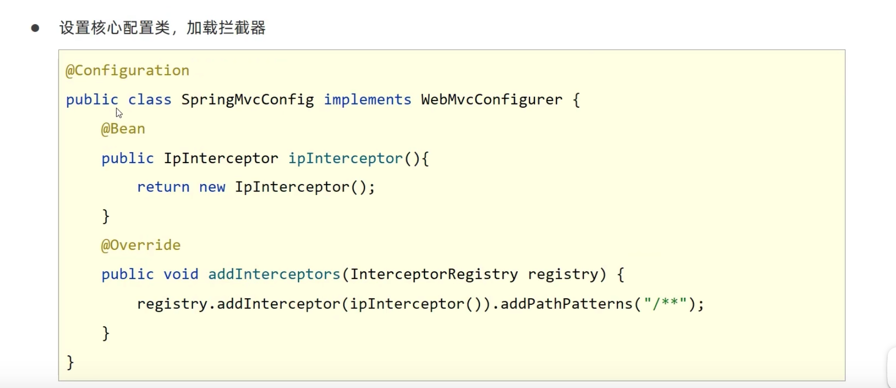 ● 设置核心配置类，加载拦截器
@Configuration
public class SpringMvcConfig implements WebMvcConfigurer {
    @Bean
    public IpInterceptor ipInterceptor(){
        return new IpInterceptor();
    }
    @Override
    public void addInterceptors(InterceptorRegistry registry) {
        registry.addInterceptor(ipInterceptor()).addPathPatterns("/**");
    }
}